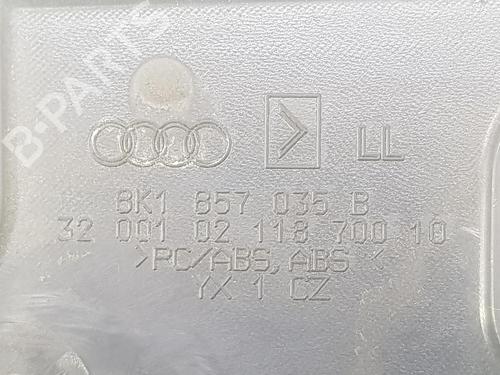 B-PARTS
LL
8K1 857 035 B
32 001 02 118 700 10
>PC/ABS, ABS<
YX 1 CZ